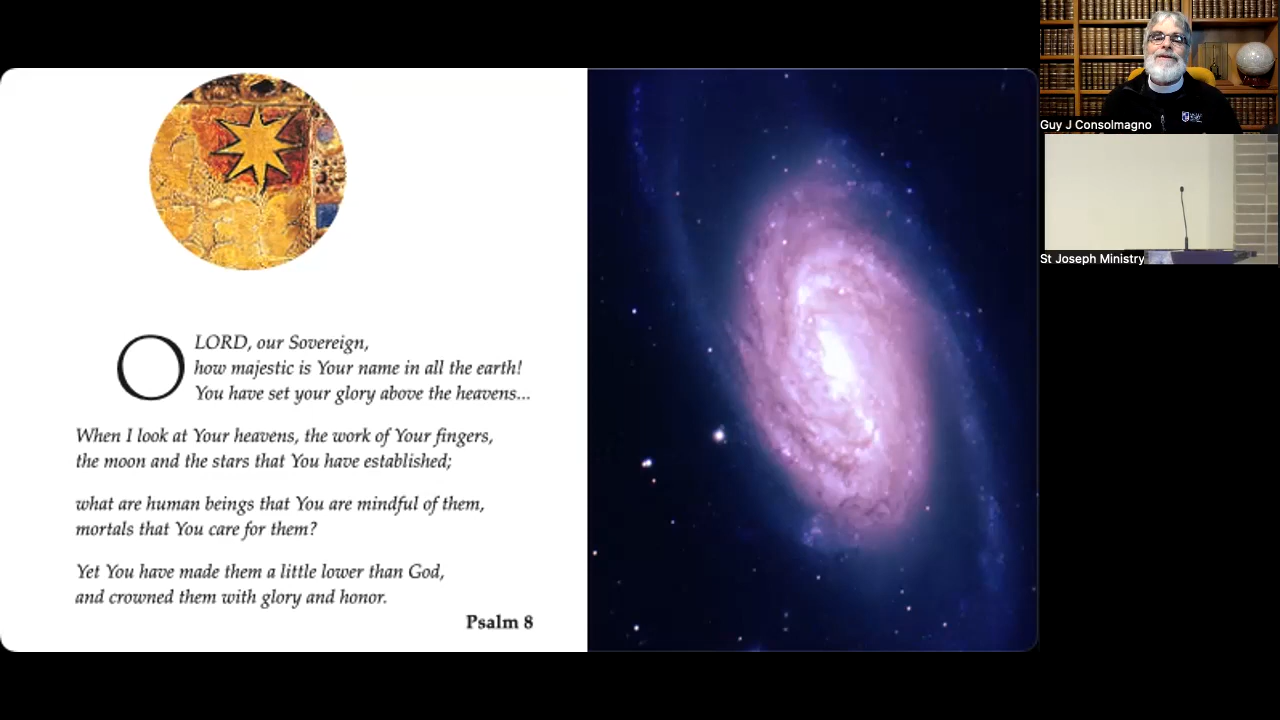 O LORD, our Sovereign,
how majestic is Your name in all the earth!
You have set your glory above the heavens...
When I look at Your heavens, the work of Your fingers,
the moon and the stars that You have established;
what are human beings that You are mindful of them,
mortals that You care for them?
Yet You have made them a little lower than God,
and crowned them with glory and honor.
Psalm 8
Guy J Consolmagno
St Joseph Ministry